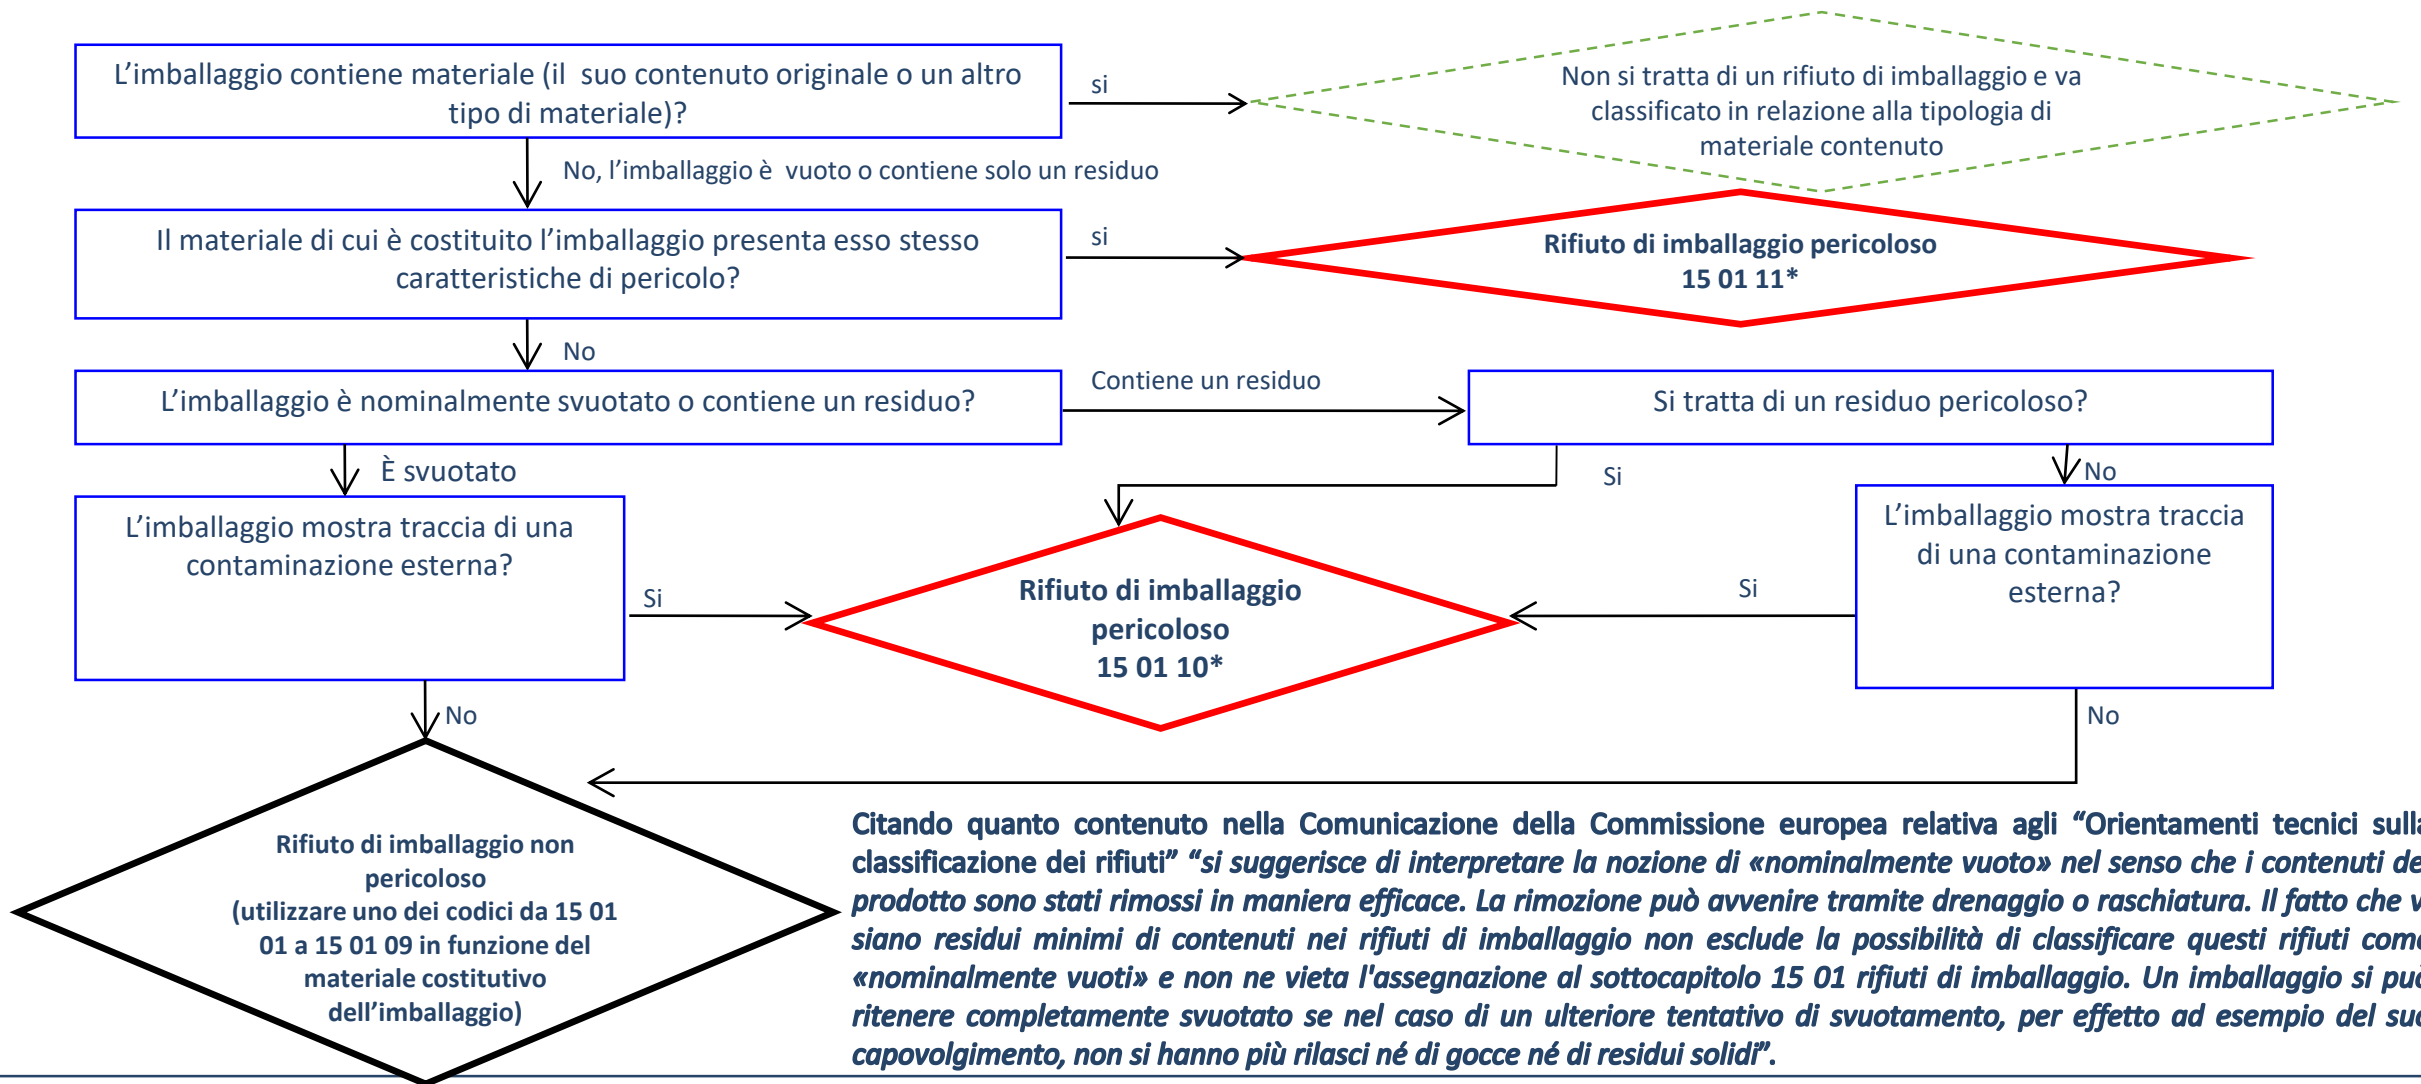 L’imballaggio contiene materiale (il suo contenuto originale o un altro
tipo di materiale)?
si
Non si tratta di un rifiuto di imballaggio e va
classificato in relazione alla tipologia di
materiale contenuto
No, l’imballaggio è vuoto o contiene solo un residuo
Il materiale di cui è costituito l’imballaggio presenta esso stesso
caratteristiche di pericolo?
si
Rifiuto di imballaggio pericoloso
15 01 11*
No
L’imballaggio è nominalmente svuotato o contiene un residuo?
Contiene un residuo
Si tratta di un residuo pericoloso?
È svuotato
Si
No
L’imballaggio mostra traccia di una
contaminazione esterna?
Si
Rifiuto di imballaggio
pericoloso
15 01 10*
Si
L’imballaggio mostra traccia
di una contaminazione
esterna?
No
No
Rifiuto di imballaggio non
pericoloso
(utilizzare uno dei codici da 15 01
01 a 15 01 09 in funzione del
materiale costitutivo
dell’imballaggio)
Citando quanto contenuto nella Comunicazione della Commissione europea relativa agli “Orientamenti tecnici sulla
classificazione dei rifiuti” “si suggerisce di interpretare la nozione di «nominalmente vuoto» nel senso che i contenuti de
prodotto sono stati rimossi in maniera efficace. La rimozione può avvenire tramite drenaggio o raschiatura. Il fatto che v
siano residui minimi di contenuti nei rifiuti di imballaggio non esclude la possibilità di classificare questi rifiuti come
«nominalmente vuoti» e non ne vieta l'assegnazione al sottocapitolo 15 01 rifiuti di imballaggio. Un imballaggio si può
ritenere completamente svuotato se nel caso di un ulteriore tentativo di svuotamento, per effetto ad esempio del suo
capovolgimento, non si hanno più rilasci né di gocce né di residui solidi”.